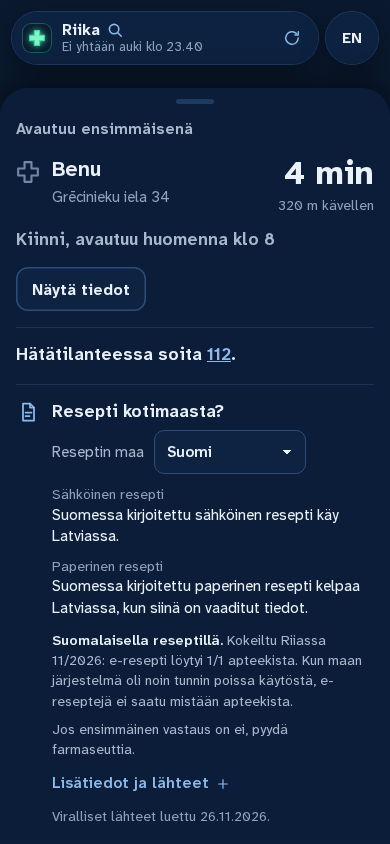 Riika
Ei yhtään auki klo 23.40
EN
Avautuu ensimmäisenä
Benu
4 min
Grēcinieku iela 34
320 m kävellen
Kiinni, avautuu huomenna klo 8
Näytä tiedot
Hätätilanteessa soita 112.
Resepti kotimaasta?
Reseptin maa
Suomi
Sähköinen resepti
Suomessa kirjoitettu sähköinen resepti käy
Latviassa.
Paperinen resepti
Suomessa kirjoitettu paperinen resepti kelpaa
Latviassa, kun siinä on vaaditut tiedot.
Suomalaisella reseptillä. Kokeiltu Riiassa
11/2026: e-resepti löytyi 1/1 apteekista. Kun maan
järjestelmä oli noin tunnin poissa käytöstä, e-
reseptejä ei saatu mistään apteekista.
Jos ensimmäinen vastaus on ei, pyydä
farmaseuttia.
Lisätiedot ja lähteet +
Viralliset lähteet luettu 26.11.2026.